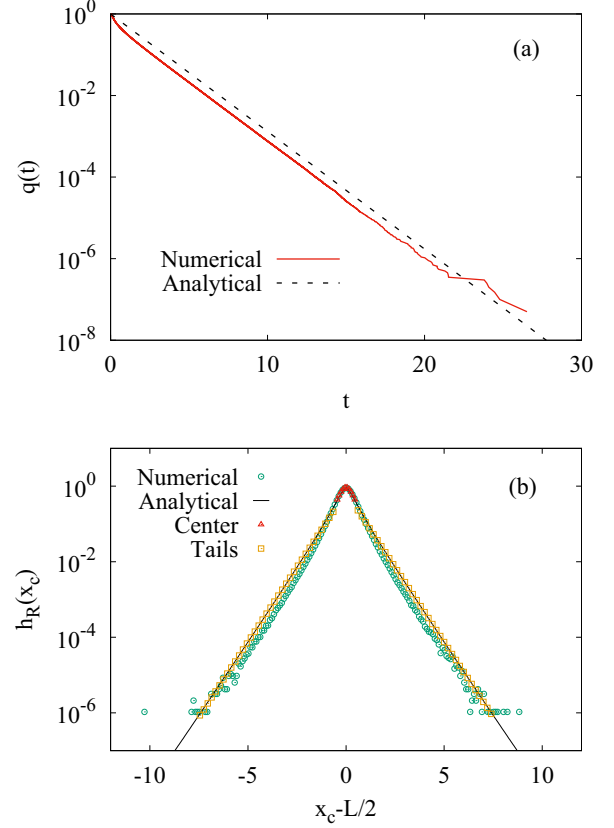 10^0
(a)
10^-2
10^-4
10^-6
10^-8
q(t)
Numerical
Analytical
0 10 20 30
t
10^0
(b)
10^-2
10^-4
10^-6
h_R(x_c)
Numerical
Analytical
Center
Tails
-10 -5 0 5 10
x_c-L/2